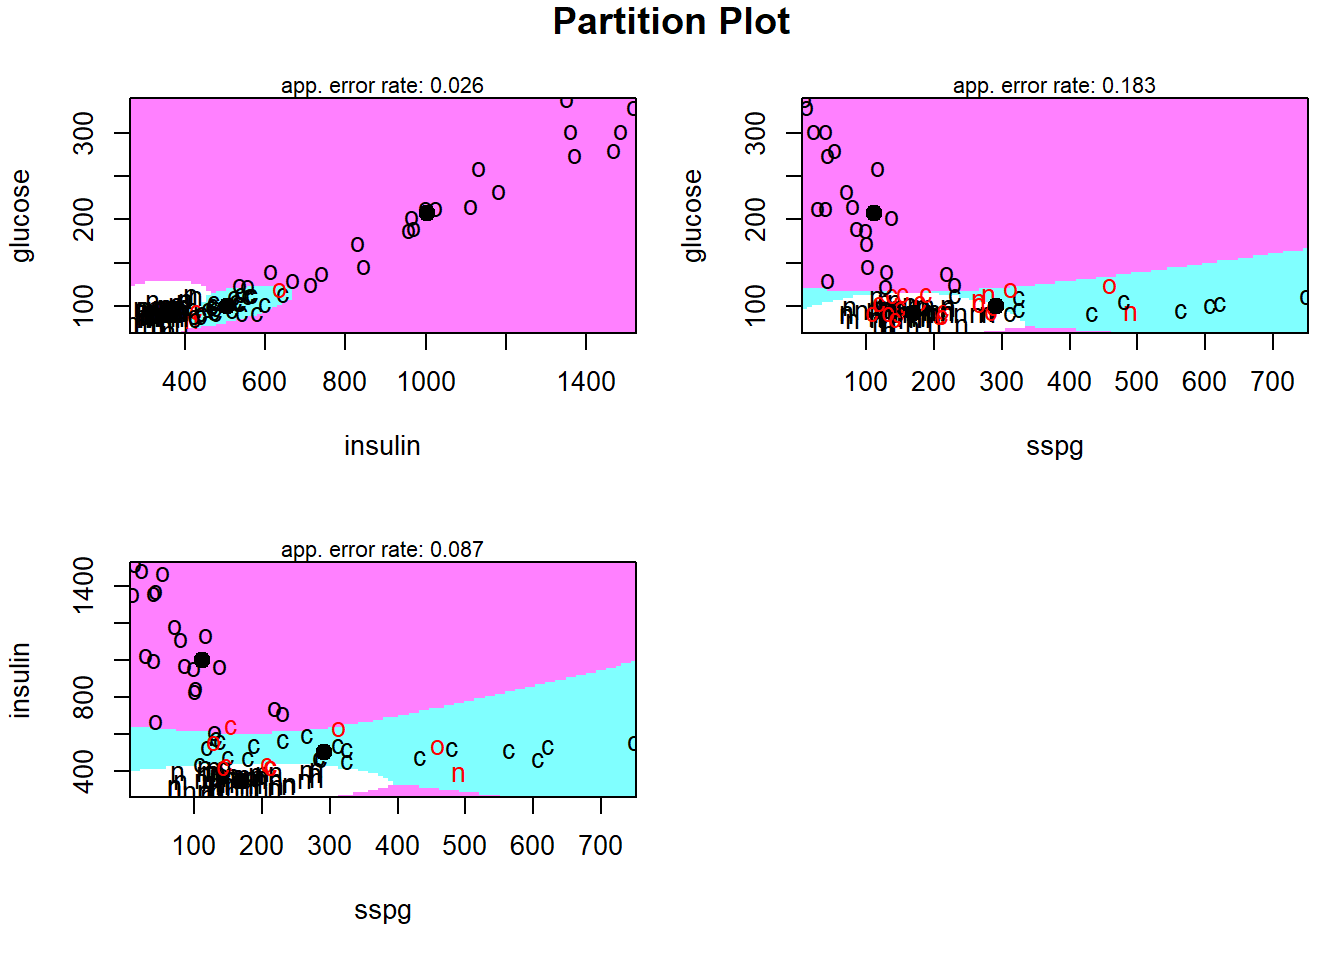 Partition Plot
app. error rate: 0.026
glucose
300
200
100
400 600 800 1000 1400
insulin
app. error rate: 0.183
glucose
300
200
100
100 200 300 400 500 600 700
sspg
app. error rate: 0.087
insulin
1400
800
400
100 200 300 400 500 600 700
sspg